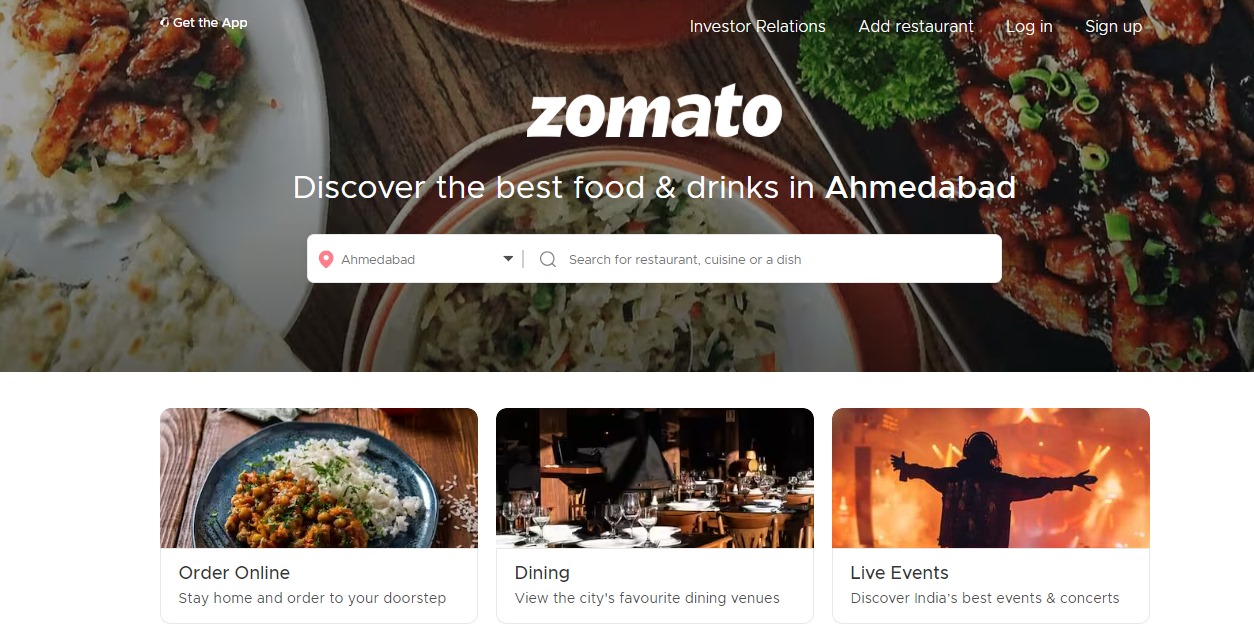 Get the App
Investor Relations
Add restaurant
Log in
Sign up
zomato
Discover the best food & drinks in Ahmedabad
Ahmedabad
Search for restaurant, cuisine or a dish
Order Online
Stay home and order to your doorstep
Dining
View the city's favourite dining venues
Live Events
Discover India's best events & concerts